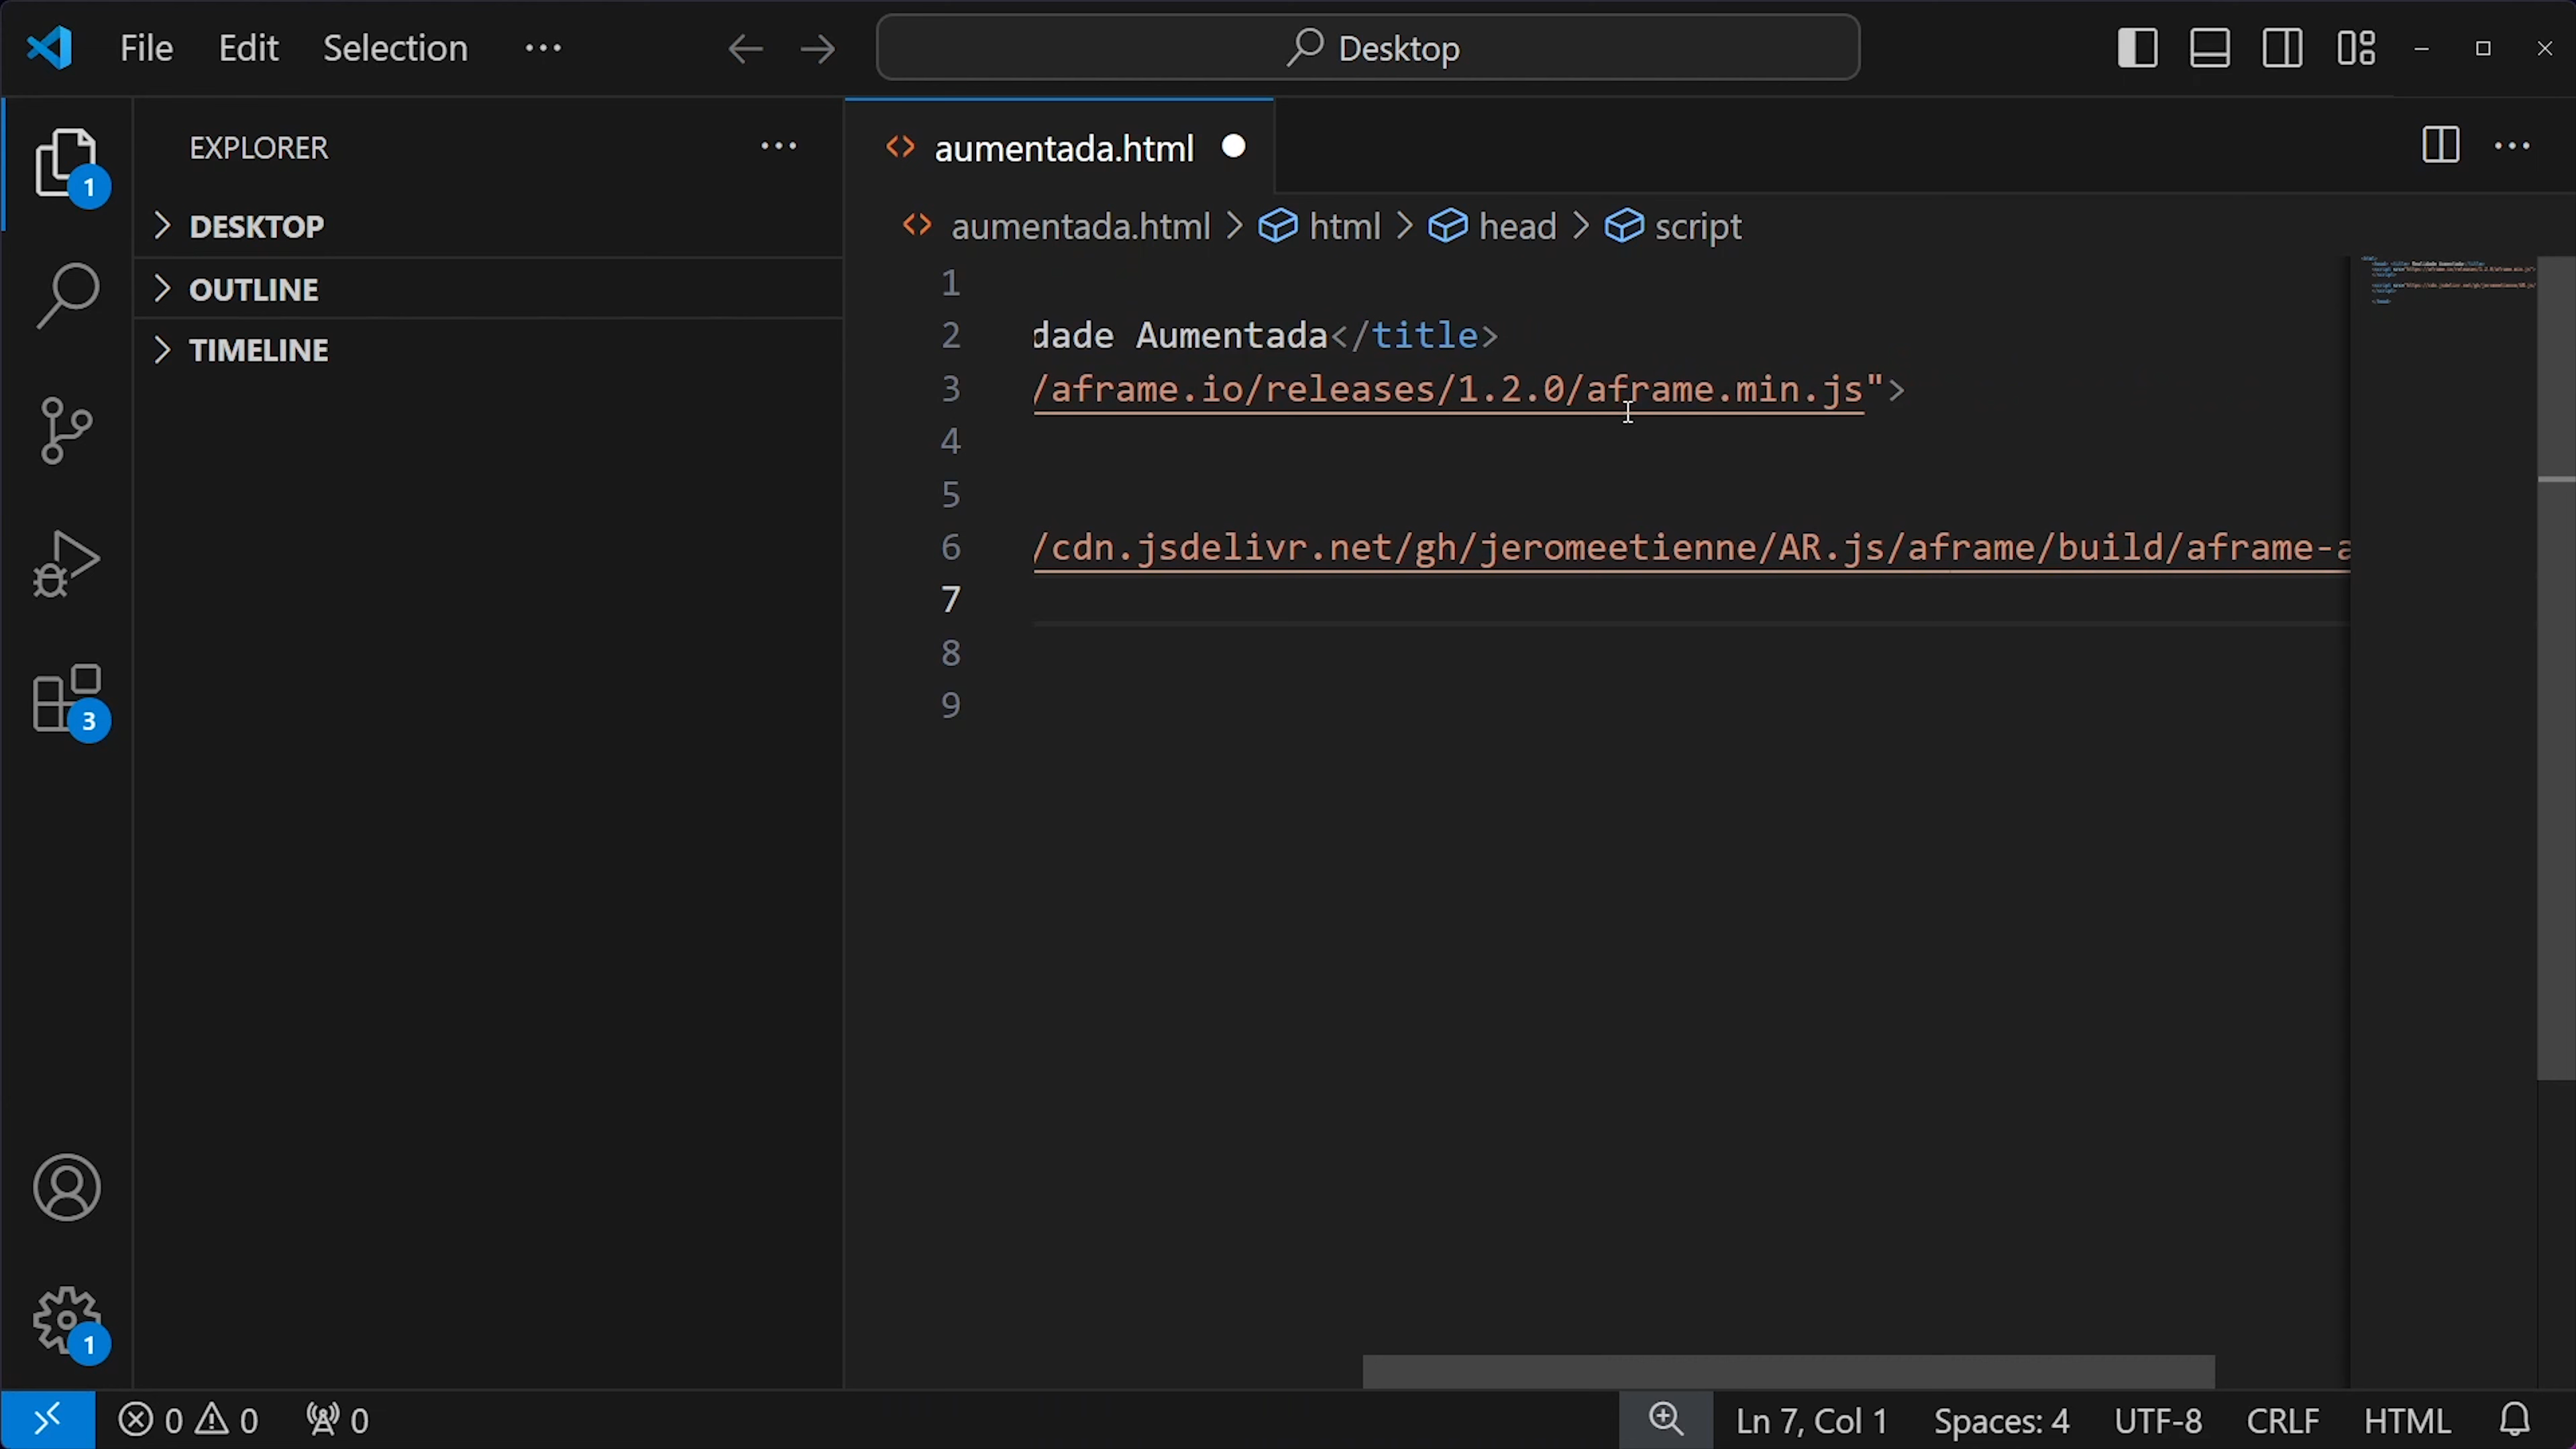 File Edit Selection ··· Desktop
EXPLORER ···
DESKTOP
OUTLINE
TIMELINE
1
3
1
aumentada.html
aumentada.html > html > head > script
1
2 dade Aumentada</title>
3 /aframe.io/releases/1.2.0/aframe.min.js">
4
5
6 /cdn.jsdelivr.net/gh/jeromeetienne/AR.js/aframe/build/aframe-a
7
8
9
0 0 0 Ln 7, Col 1 Spaces: 4 UTF-8 CRLF HTML